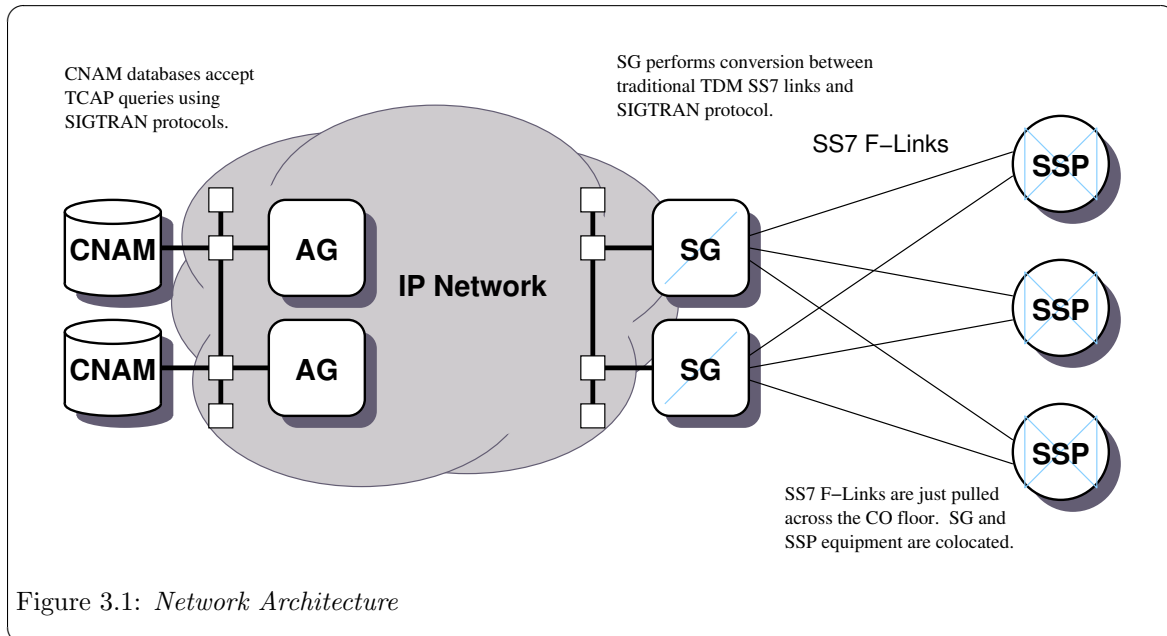 CNAM databases accept
TCAP queries using
SIGTRAN protocols.
SG performs conversion between
traditional TDM SS7 links and
SIGTRAN protocol.
SS7 F−Links
SSP
CNAM
AG
IP Network
SG
SSP
CNAM
AG
SG
SSP
SS7 F−Links are just pulled
across the CO floor. SG and
SSP equipment are colocated.
Figure 3.1: Network Architecture